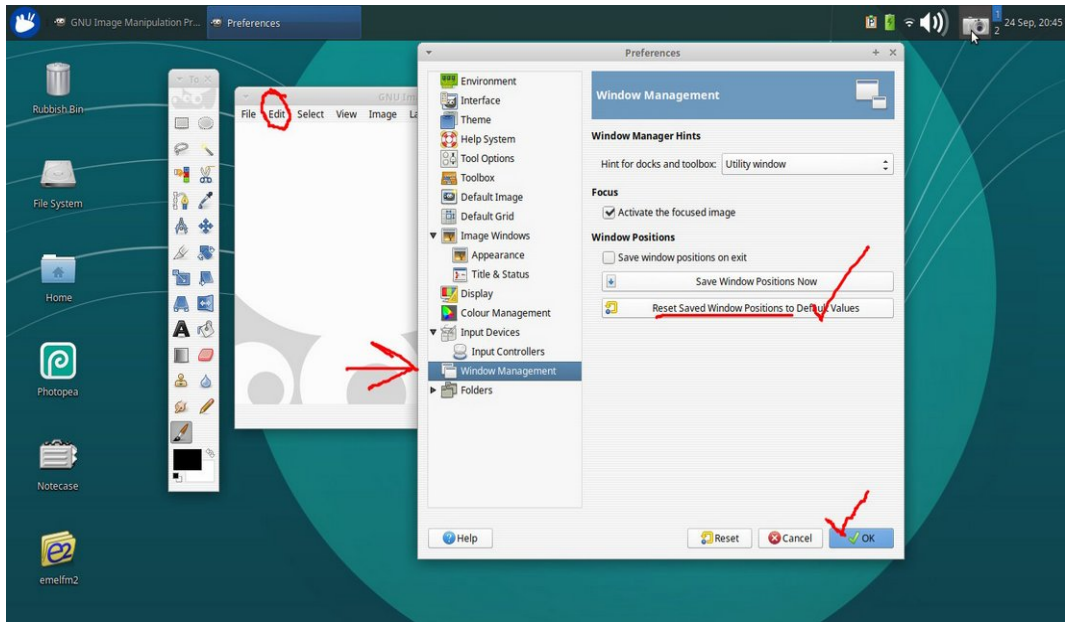 GNU Image Manipulation Pr...
Preferences
P
1
2
24 Sep, 20:45
Rubbish Bin
File System
Home
Photopea
Notecase
emelfm2
To
GNU Im
File Edit Select View Image La
Preferences
Environment
Interface
Theme
Help System
Tool Options
Toolbox
Default Image
Default Grid
Image Windows
Appearance
Title & Status
Display
Colour Management
Input Devices
Input Controllers
Window Management
Folders
Window Management
Window Manager Hints
Hint for docks and toolbox: Utility window
Focus
Activate the focused image
Window Positions
Save window positions on exit
Save Window Positions Now
Reset Saved Window Positions to Default Values
Help
Reset
Cancel
OK